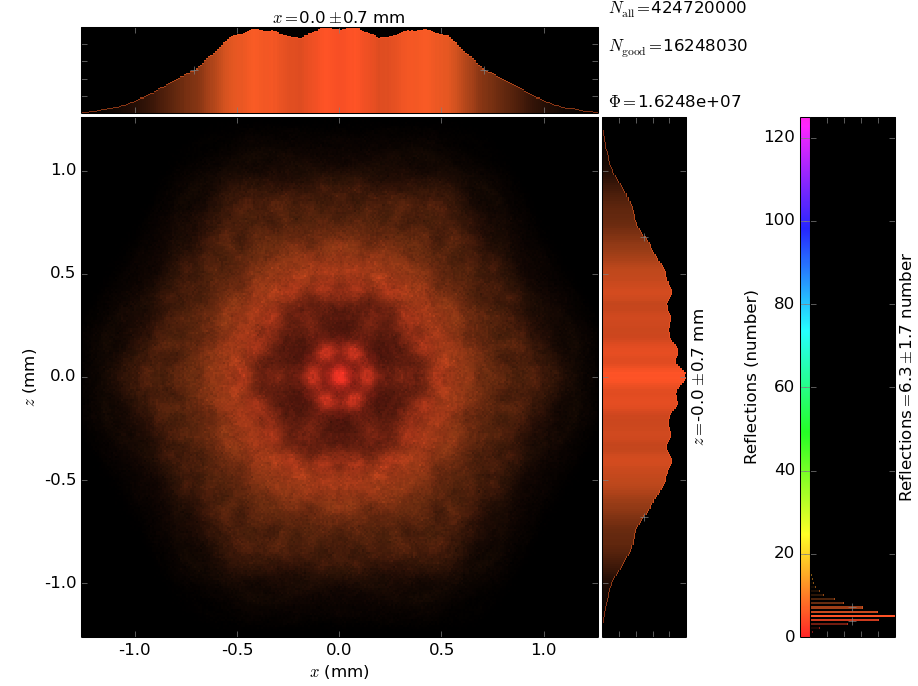 x=0.0 ± 0.7 mm
N_all=424720000
N_good=16248030
Φ=1.6248e+07
1.0
0.5
0.0
-0.5
-1.0
z (mm)
-1.0
-0.5
0.0
0.5
1.0
x (mm)
z=-0.0 ± 0.7 mm
Reflections (number)
120
100
80
60
40
20
0
Reflections = 6.3 ± 1.7 number